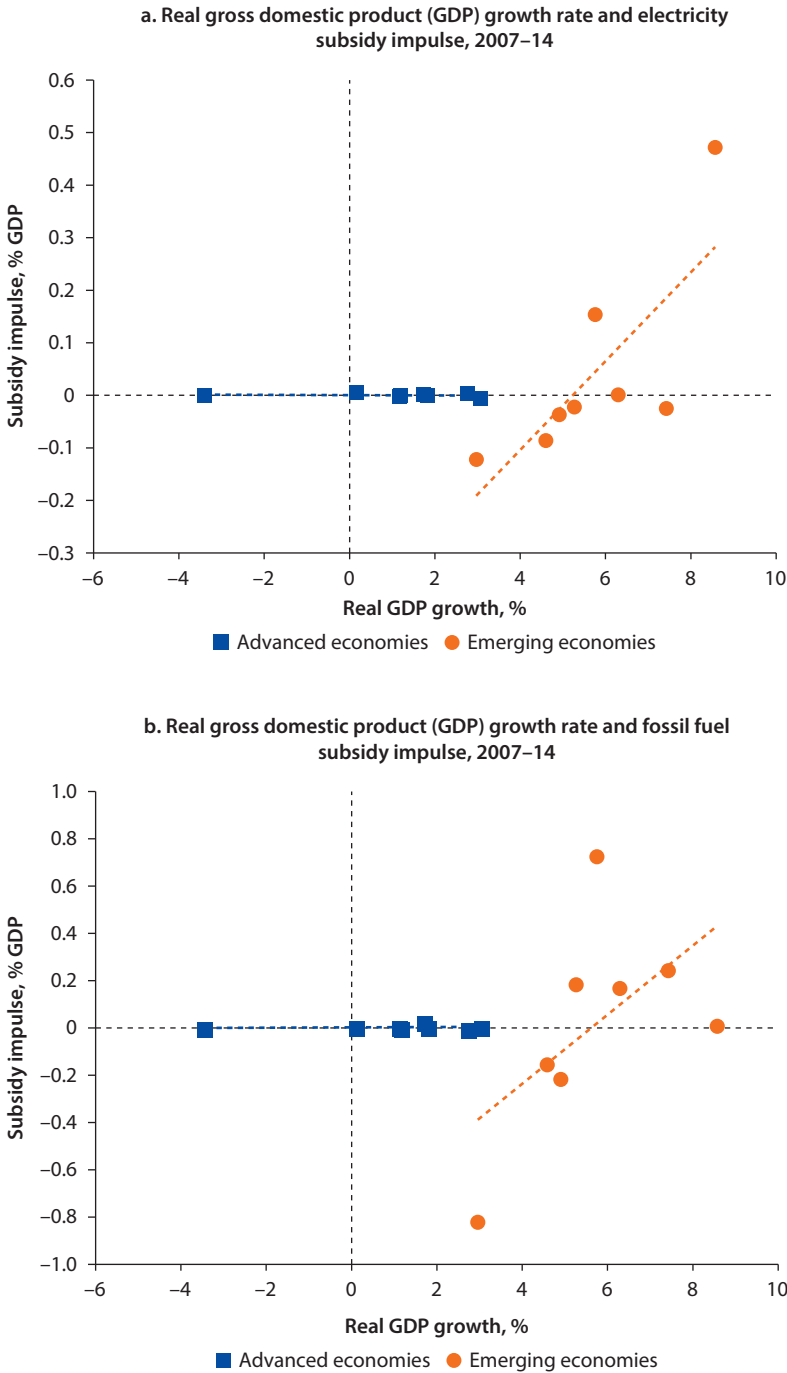 a. Real gross domestic product (GDP) growth rate and electricity
subsidy impulse, 2007–14
0.6
0.5
0.4
0.3
0.2
0.1
0
–0.1
–0.2
–0.3
Subsidy impulse, % GDP
–6 –4 –2 0 2 4 6 8 10
Real GDP growth, %
Advanced economies Emerging economies
b. Real gross domestic product (GDP) growth rate and fossil fuel
subsidy impulse, 2007–14
1.0
0.8
0.6
0.4
0.2
0
–0.2
–0.4
–0.6
–0.8
–1.0
Subsidy impulse, % GDP
–6 –4 –2 0 2 4 6 8 10
Real GDP growth, %
Advanced economies Emerging economies